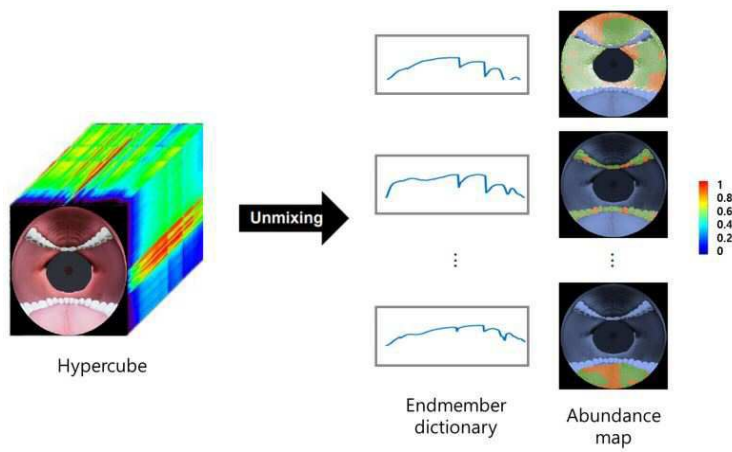 Unmixing
1
0.8
0.6
0.4
0.2
0
⋮
⋮
Hypercube
Endmember
dictionary
Abundance
map